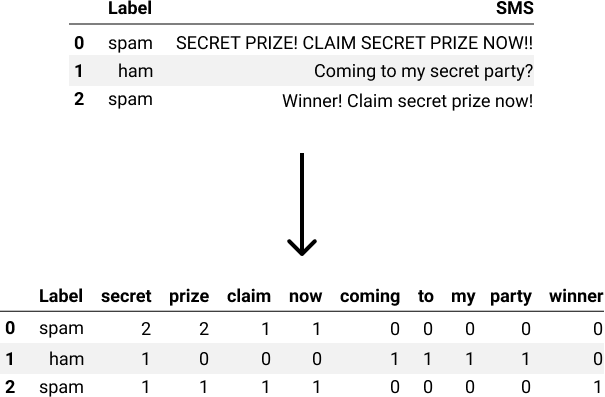 Label SMS
0 spam SECRET PRIZE! CLAIM SECRET PRIZE NOW!!
1 ham Coming to my secret party?
2 spam Winner! Claim secret prize now!
Label secret prize claim now coming to my party winner
0 spam 2 2 1 1 0 0 0 0 0
1 ham 1 0 0 0 1 1 1 1 0
2 spam 1 1 1 1 0 0 0 0 1